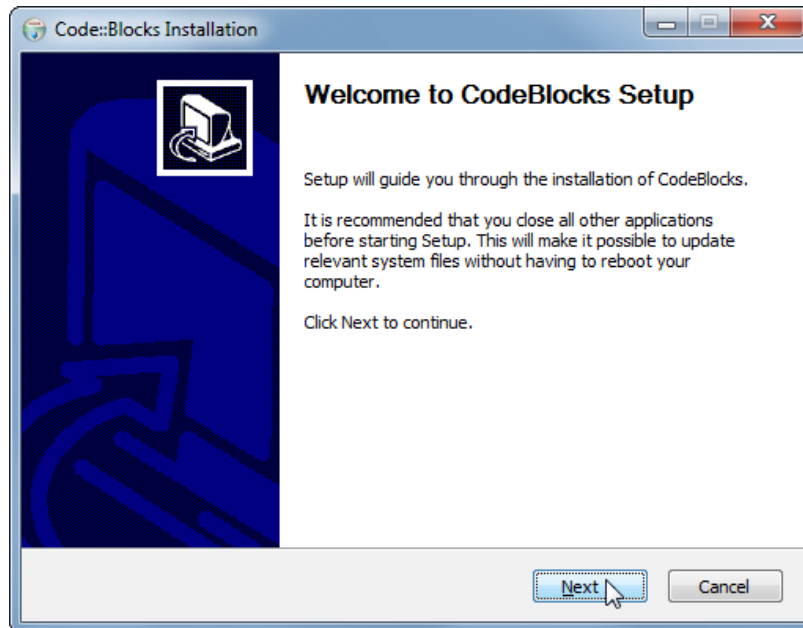 Code::Blocks Installation
Welcome to CodeBlocks Setup
Setup will guide you through the installation of CodeBlocks.
It is recommended that you close all other applications
before starting Setup. This will make it possible to update
relevant system files without having to reboot your
computer.
Click Next to continue.
Next
Cancel